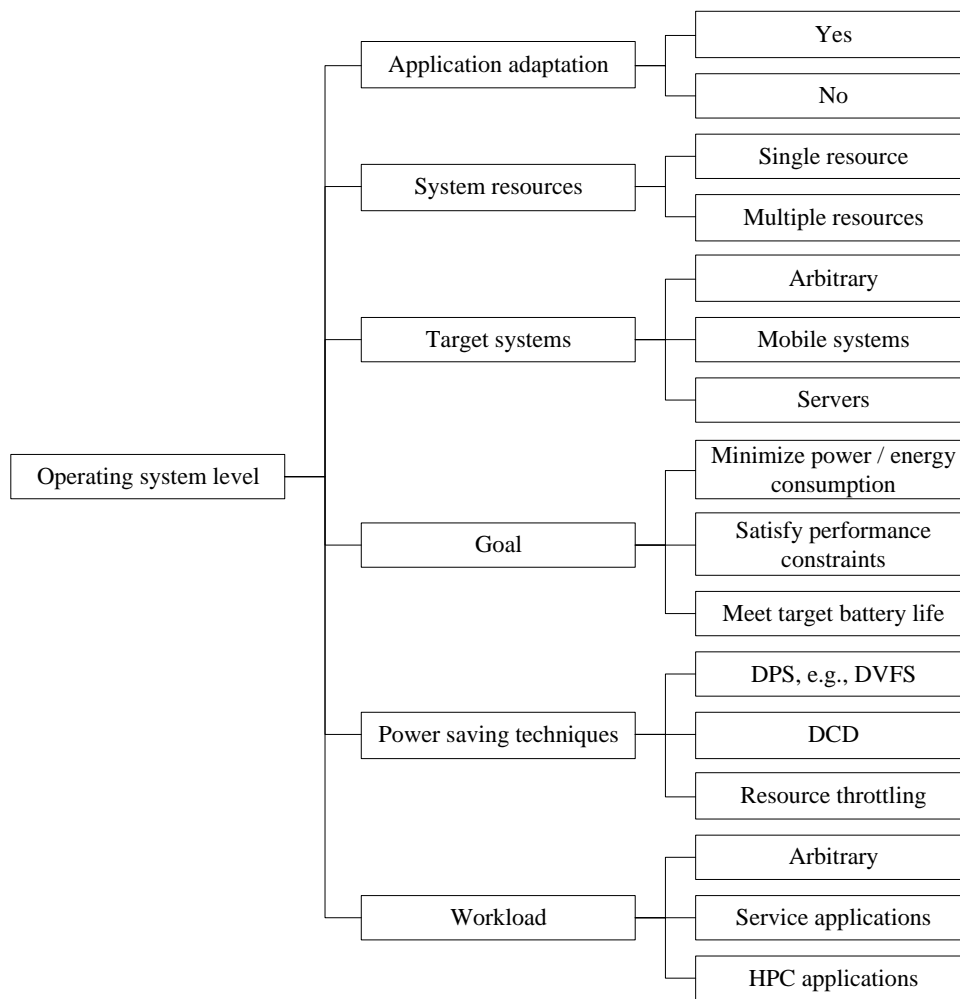 Operating system level
Application adaptation
Yes
No
System resources
Single resource
Multiple resources
Target systems
Arbitrary
Mobile systems
Servers
Goal
Minimize power / energy
consumption
Satisfy performance
constraints
Meet target battery life
Power saving techniques
DPS, e.g., DVFS
DCD
Resource throttling
Workload
Arbitrary
Service applications
HPC applications